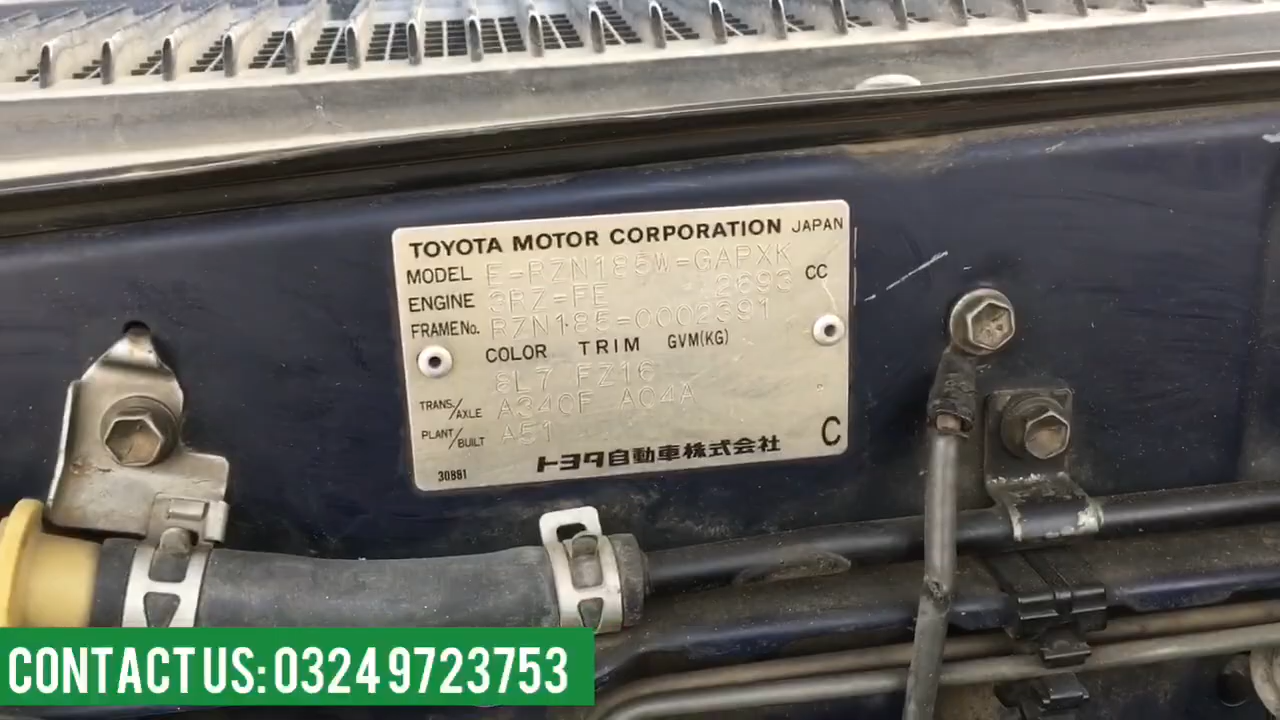 TOYOTA MOTOR CORPORATION JAPAN
MODEL E-RZN185W-GAPXK
ENGINE 3RZ-FE 2693 CC
FRAME No. RZN185-0002391
COLOR TRIM GVM(KG)
6L7 FZ16
TRANS./AXLE A340F A04A
PLANT/BUILT A51
トヨタ自動車株式会社 C
30881
CONTACT US: 0324 9723753